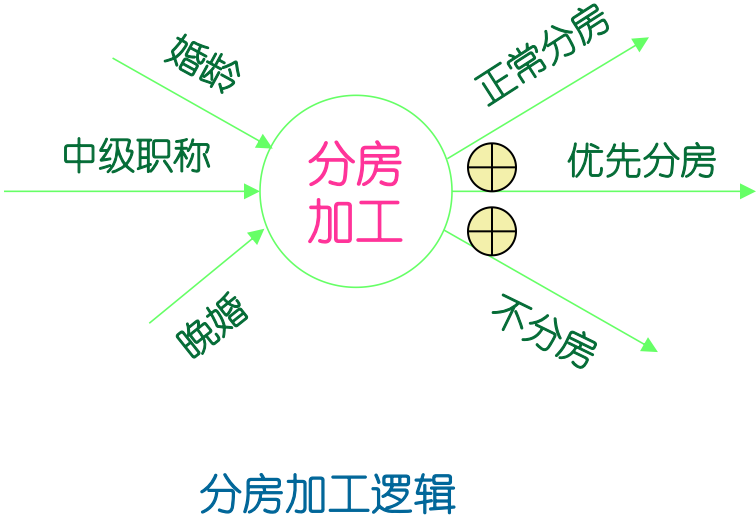 婚龄
正常分房
中级职称
分房
加工
优先分房
晚婚
不分房
分房加工逻辑